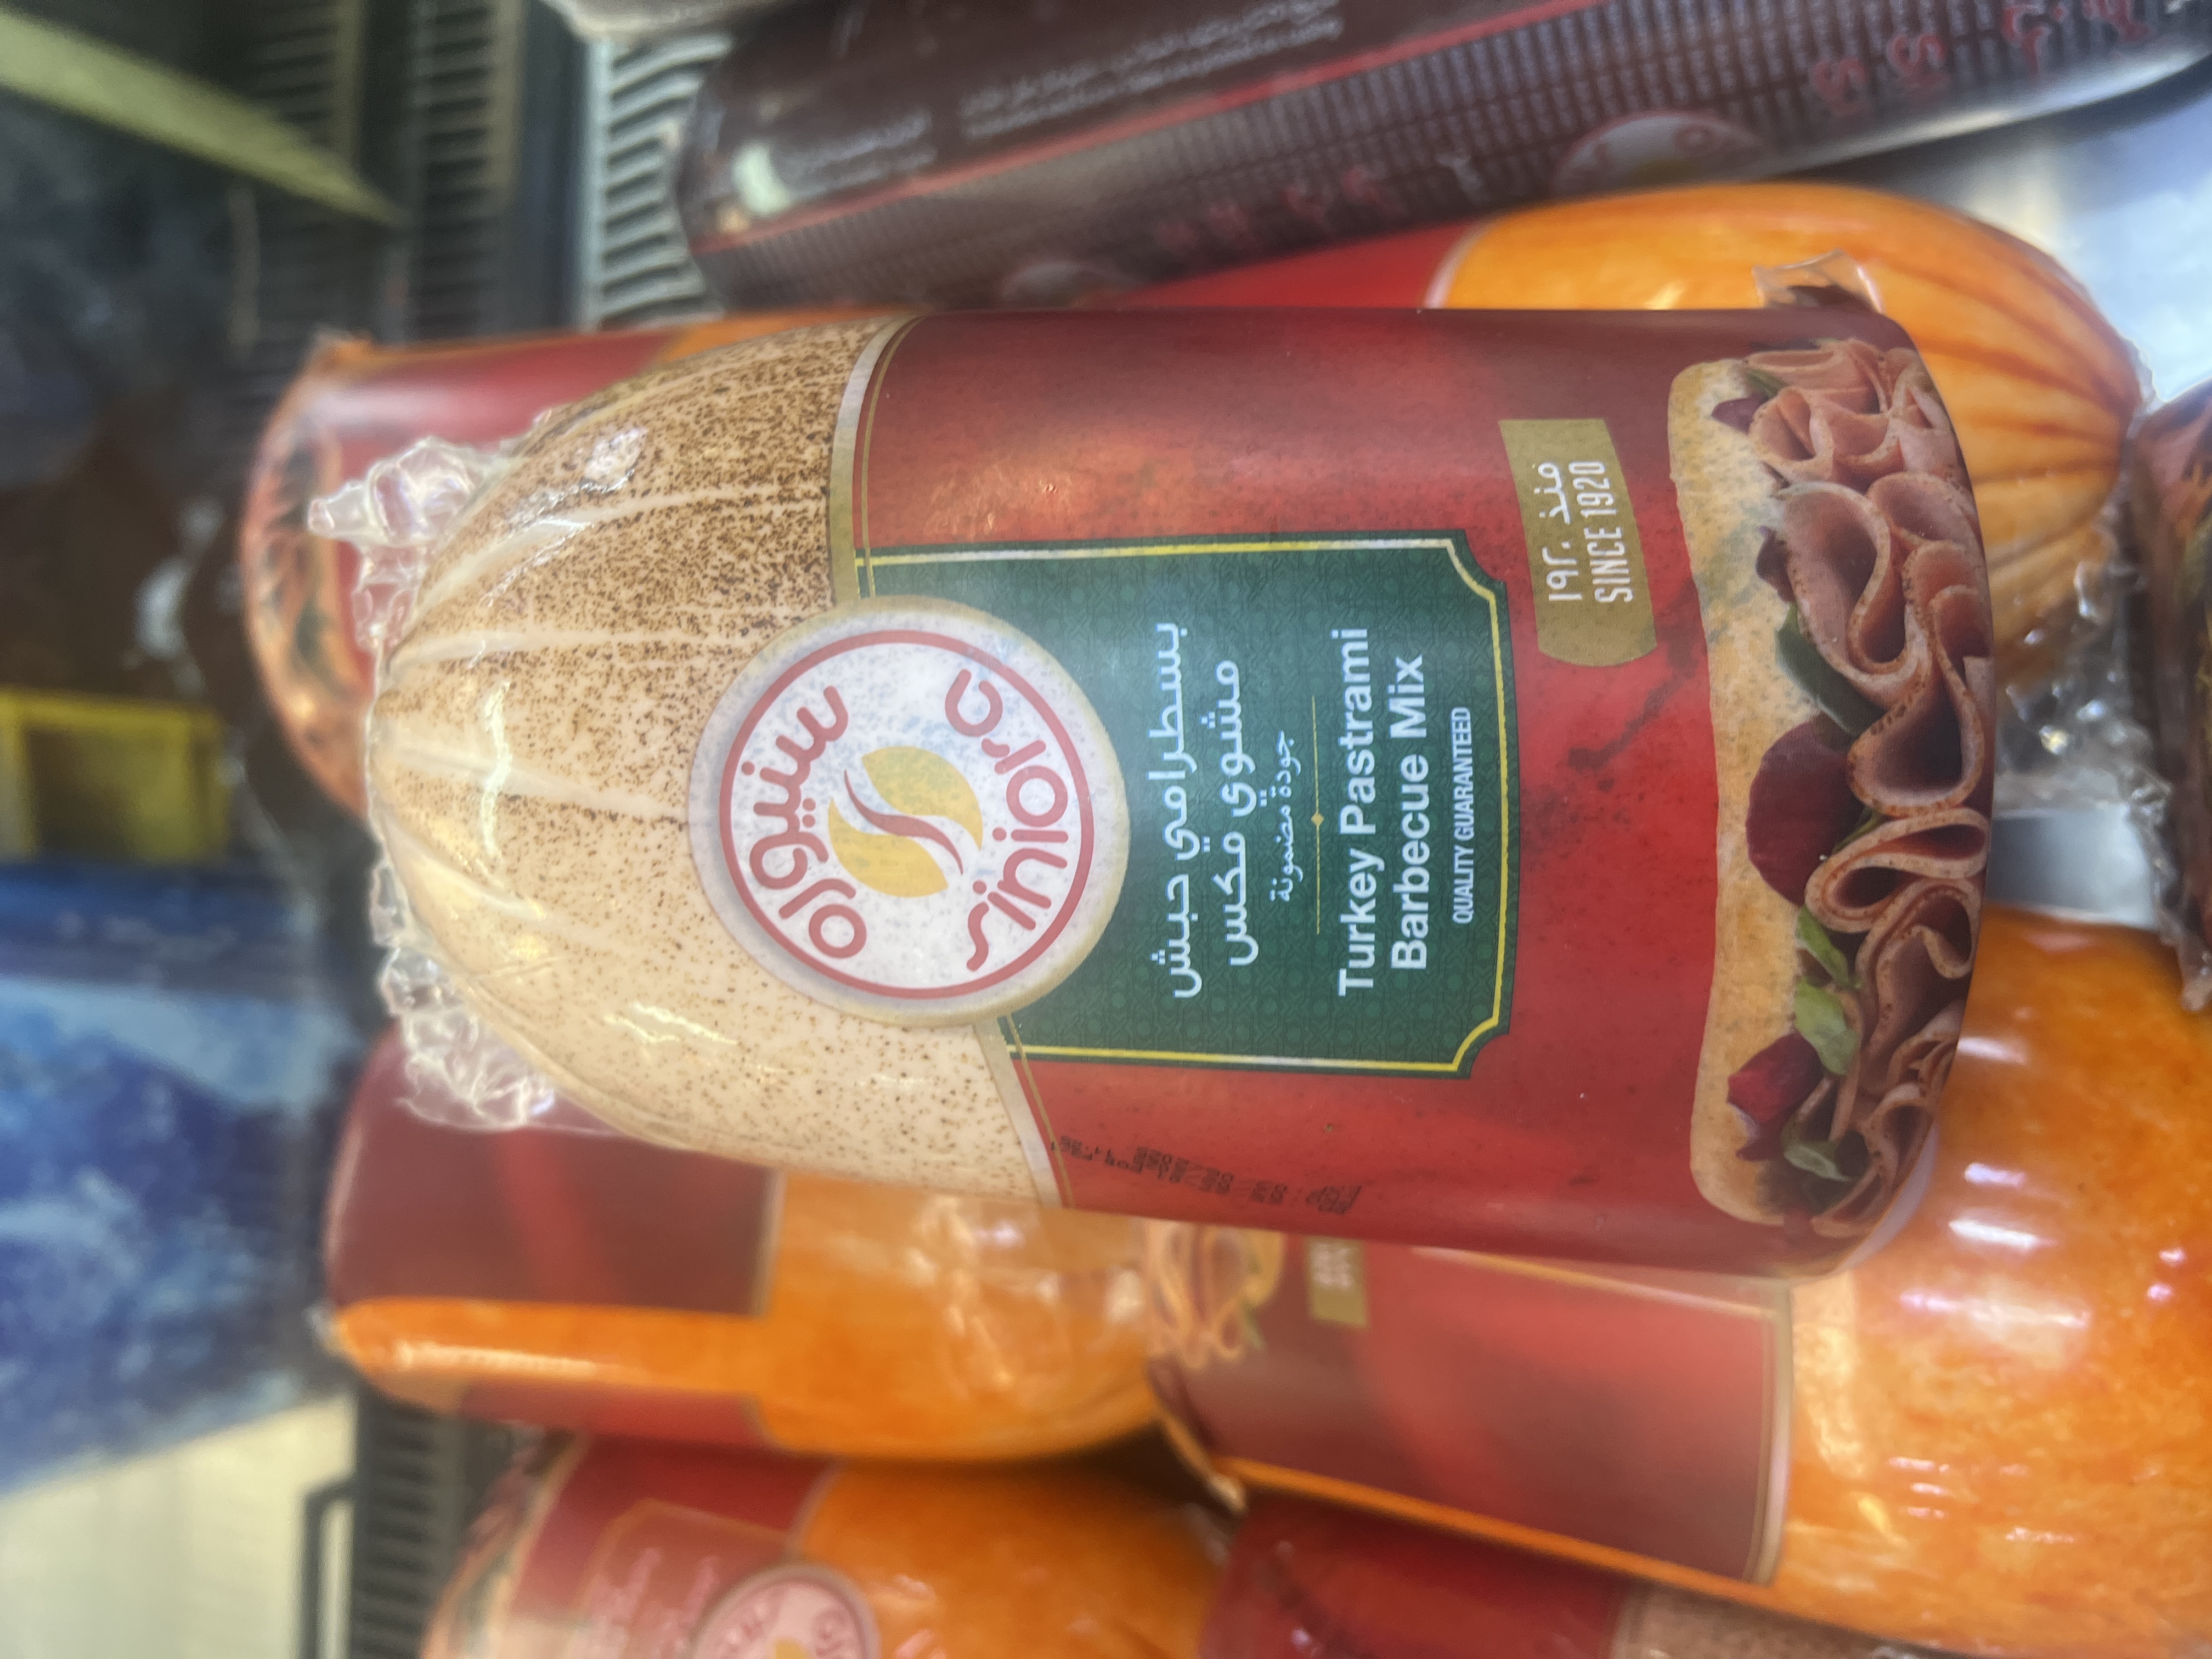 سنيورة
siniora
بسطرامي حبش
مشوي مكس
جودة مضمونة
Turkey Pastrami
Barbecue Mix
QUALITY GUARANTEED
منذ ١٩٢٠
SINCE 1920